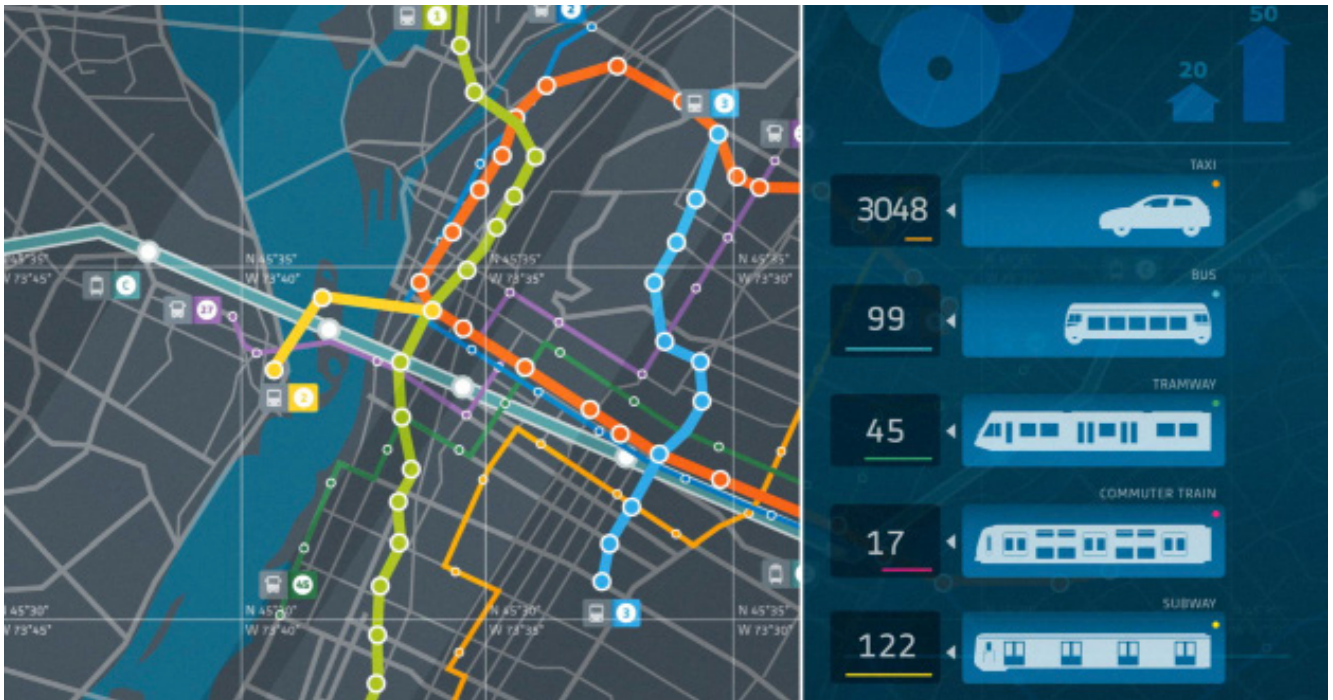 1
2
3
N 45°35"
W 73°45"
N 45°35"
W 73°40"
N 45°35"
W 73°35"
N 45°35"
W 73°30"
C
27
2
45
3
N 45°30"
W 73°45"
N 45°30"
W 73°40"
N 45°30"
W 73°35"
N 45°35"
W 73°30"
50
20
TAXI
3048
BUS
99
TRAMWAY
45
COMMUTER TRAIN
17
SUBWAY
122